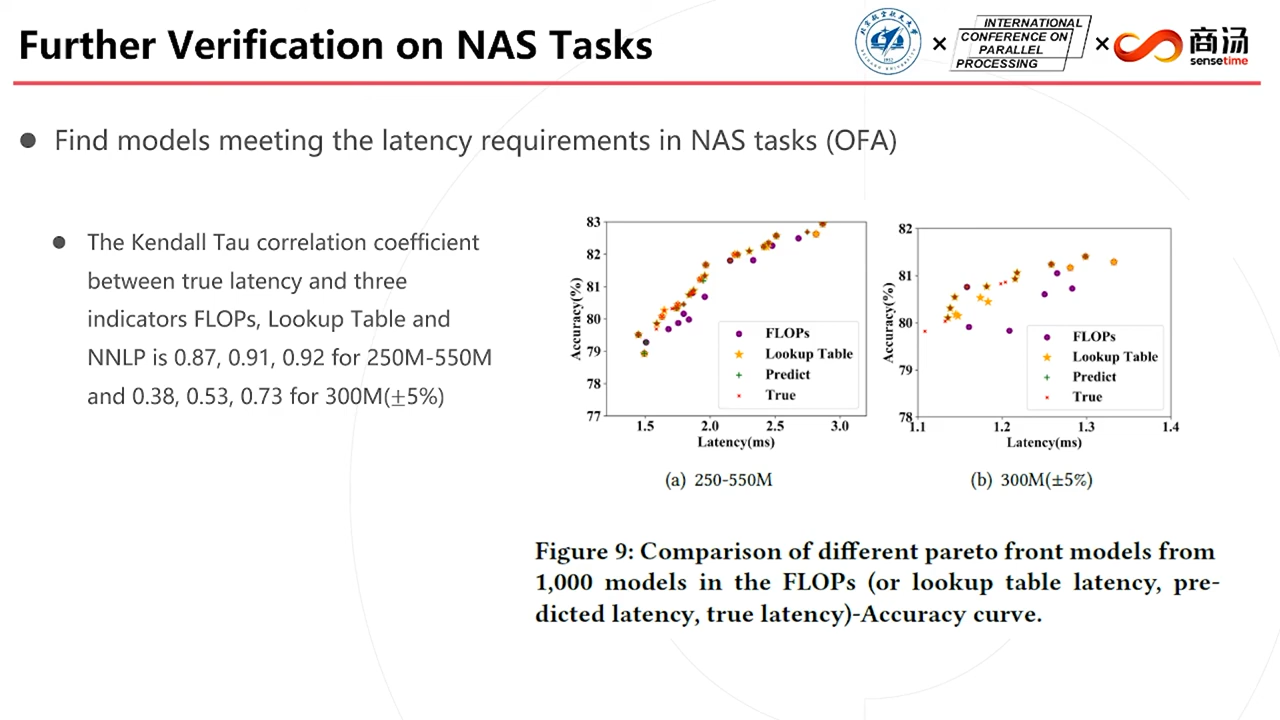 Further Verification on NAS Tasks
INTERNATIONAL
CONFERENCE ON
PARALLEL
PROCESSING
×
×
商汤
sensetime
1952
● Find models meeting the latency requirements in NAS tasks (OFA)
● The Kendall Tau correlation coefficient
between true latency and three
indicators FLOPs, Lookup Table and
NNLP is 0.87, 0.91, 0.92 for 250M-550M
and 0.38, 0.53, 0.73 for 300M(±5%)
83
82
81
80
79
78
77
Accuracy(%)
1.5 2.0 2.5 3.0
Latency(ms)
FLOPs
Lookup Table
Predict
True
(a) 250-550M
82
81
80
79
78
Accuracy(%)
1.1 1.2 1.3 1.4
Latency(ms)
FLOPs
Lookup Table
Predict
True
(b) 300M(±5%)
Figure 9: Comparison of different pareto front models from
1,000 models in the FLOPs (or lookup table latency, pre-
dicted latency, true latency)-Accuracy curve.